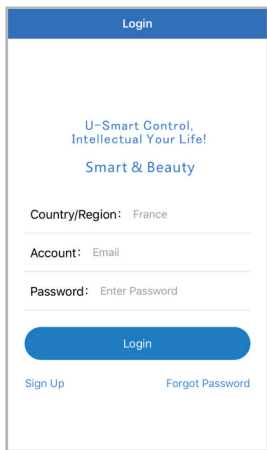 Login
U-Smart Control,
Intellectual Your Life!
Smart & Beauty
Country/Region: France
Account: Email
Password: Enter Password
Login
Sign Up Forgot Password